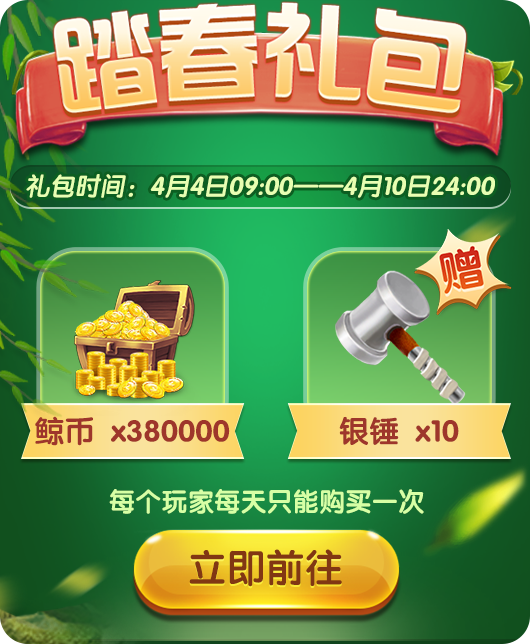 踏春礼包
礼包时间：4月4日09:00——4月10日24:00
赠
鲸币 x380000
银锤 x10
每个玩家每天只能购买一次
立即前往